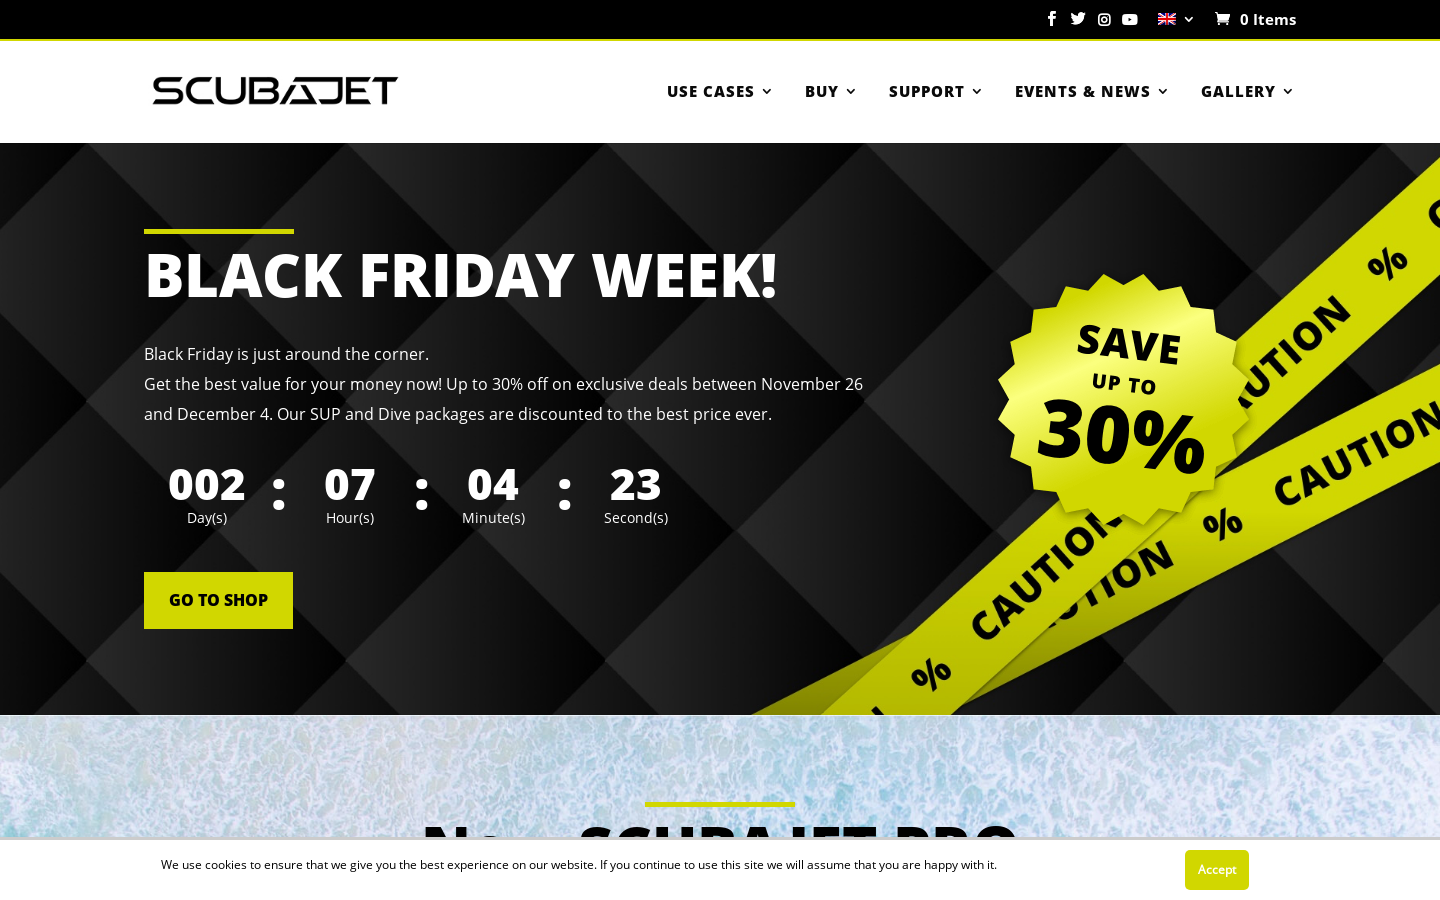 0 Items
SCUBAJET
USE CASES
BUY
SUPPORT
EVENTS & NEWS
GALLERY
BLACK FRIDAY WEEK!
Black Friday is just around the corner.
Get the best value for your money now! Up to 30% off on exclusive deals between November 26
and December 4. Our SUP and Dive packages are discounted to the best price ever.
002 : 07 : 04 : 23
Day(s) Hour(s) Minute(s) Second(s)
GO TO SHOP
SAVE
UP TO
30%
CAUTION %
% CAUTION
% CAUTION
New SCUBAJET PRO
We use cookies to ensure that we give you the best experience on our website. If you continue to use this site we will assume that you are happy with it.
Accept